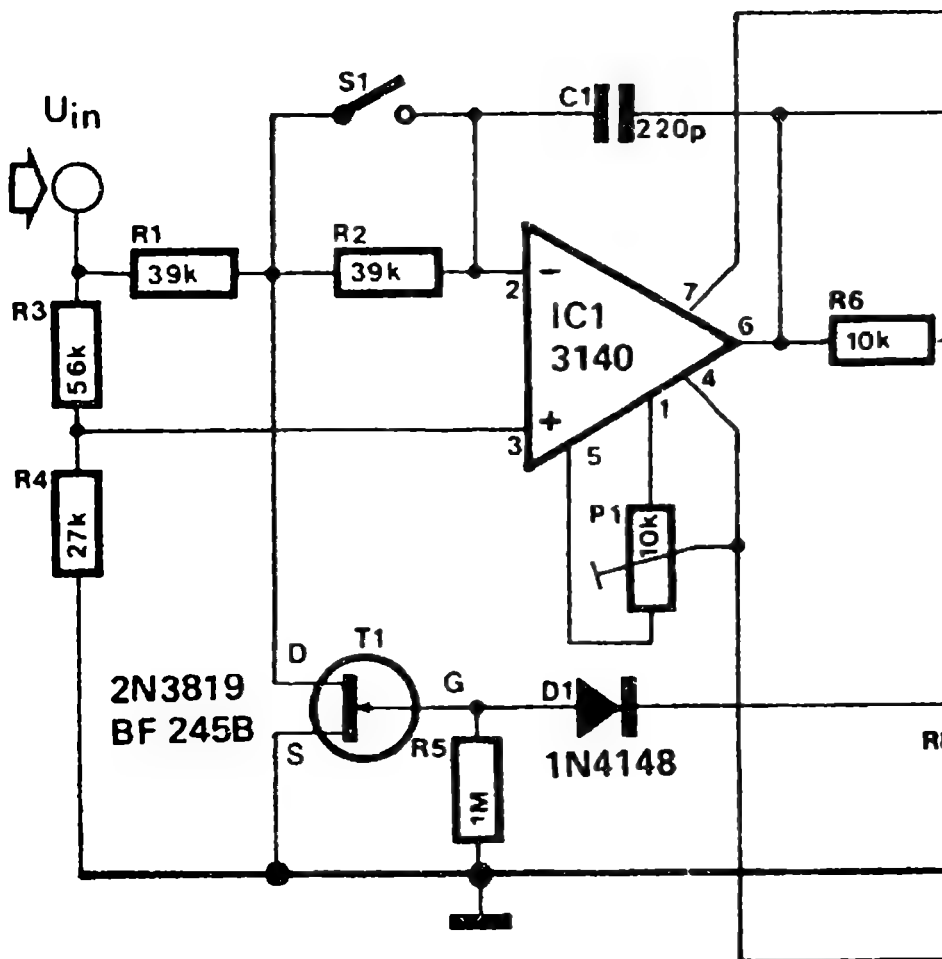 S1
C1
220p
Uin
R1
39k
R2
39k
R3
56k
-
2
7
IC1
3140
6
R6
10k
4
+
3
1
5
R4
27k
P1
10k
T1
D
2N3819
BF 245B
G
D1
S
R5
1N4148
1M